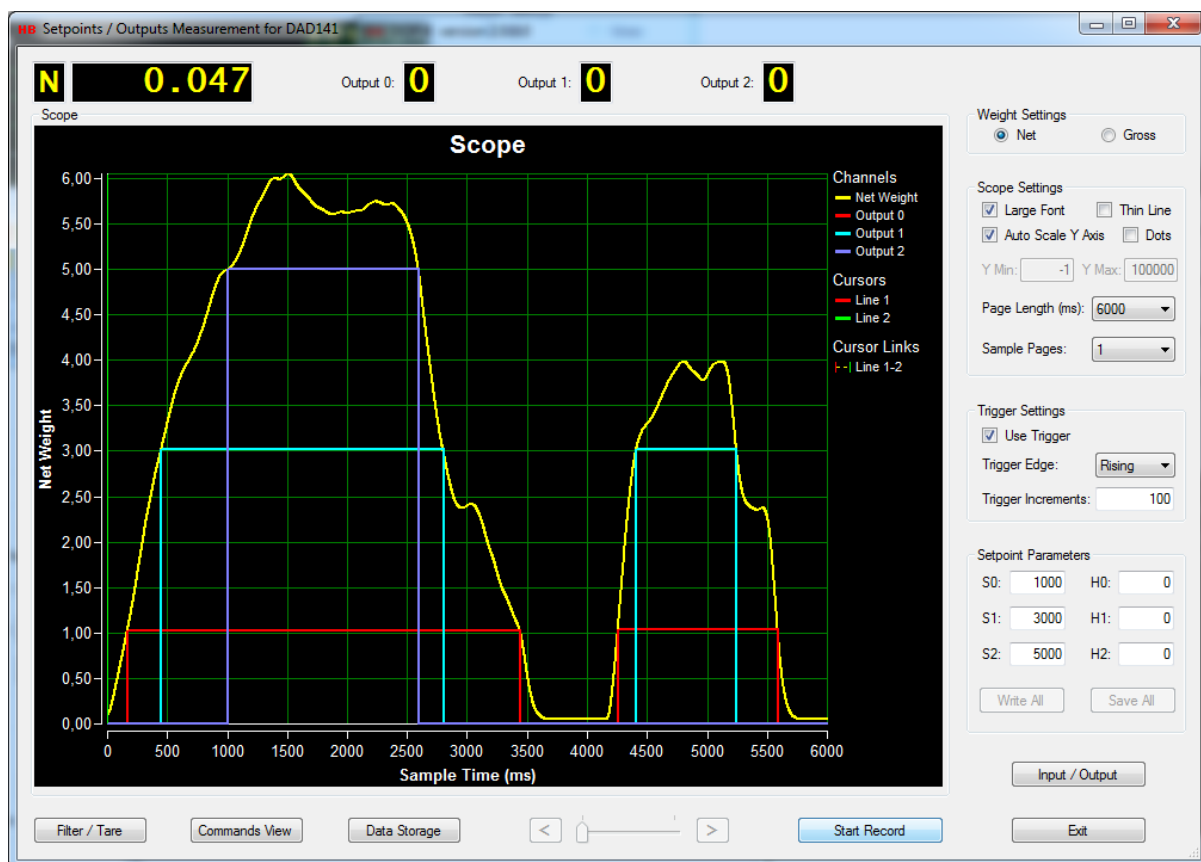 HB Setpoints / Outputs Measurement for DAD141
N 0.047 Output 0: 0 Output 1: 0 Output 2: 0
Scope
Scope
Net Weight
6,00
5,50
5,00
4,50
4,00
3,50
3,00
2,50
2,00
1,50
1,00
0,50
0,00
0 500 1000 1500 2000 2500 3000 3500 4000 4500 5000 5500 6000
Sample Time (ms)
Channels
Net Weight
Output 0
Output 1
Output 2
Cursors
Line 1
Line 2
Cursor Links
Line 1-2
Weight Settings
Net Gross
Scope Settings
Large Font Thin Line
Auto Scale Y Axis Dots
Y Min: -1 Y Max: 100000
Page Length (ms): 6000
Sample Pages: 1
Trigger Settings
Use Trigger
Trigger Edge: Rising
Trigger Increments: 100
Setpoint Parameters
S0: 1000 H0: 0
S1: 3000 H1: 0
S2: 5000 H2: 0
Write All Save All
Input / Output
Filter / Tare Commands View Data Storage < > Start Record Exit